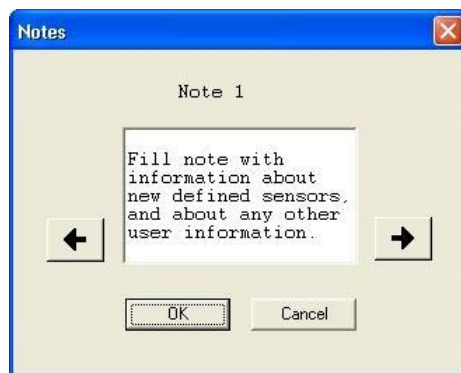 Notes
Note 1
Fill note with
information about
new defined sensors,
and about any other
user information.
OK
Cancel